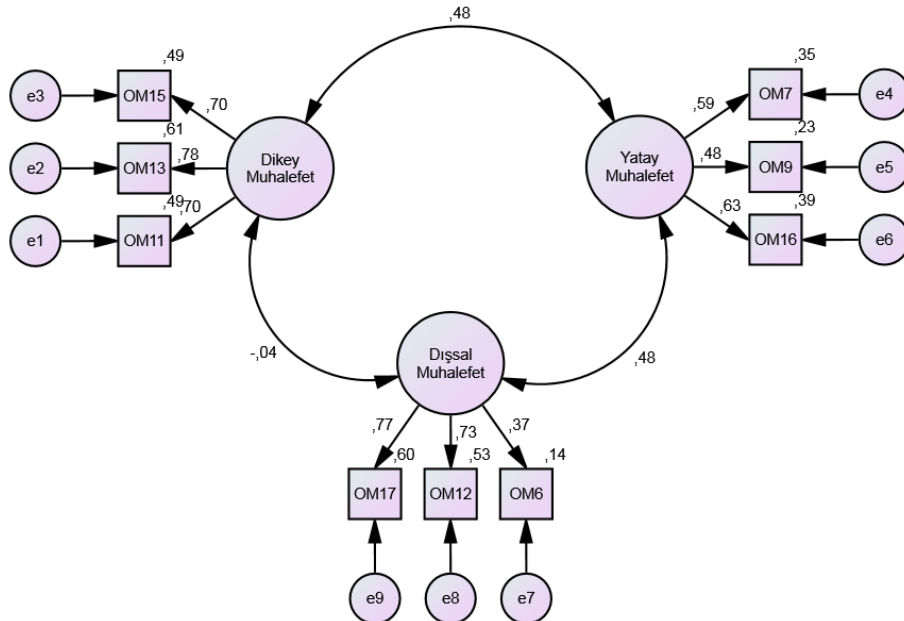 ,48
,49
,35
e3
OM15
,70
OM7
e4
,61
,59
,23
e2
OM13
,78
Dikey
Muhalefet
Yatay
Muhalefet
,48
OM9
e5
,49
,70
,63
,39
e1
OM11
OM16
e6
-,04
Dışsal
Muhalefet
,48
,77
,73
,37
,60
,53
,14
OM17
OM12
OM6
e9
e8
e7